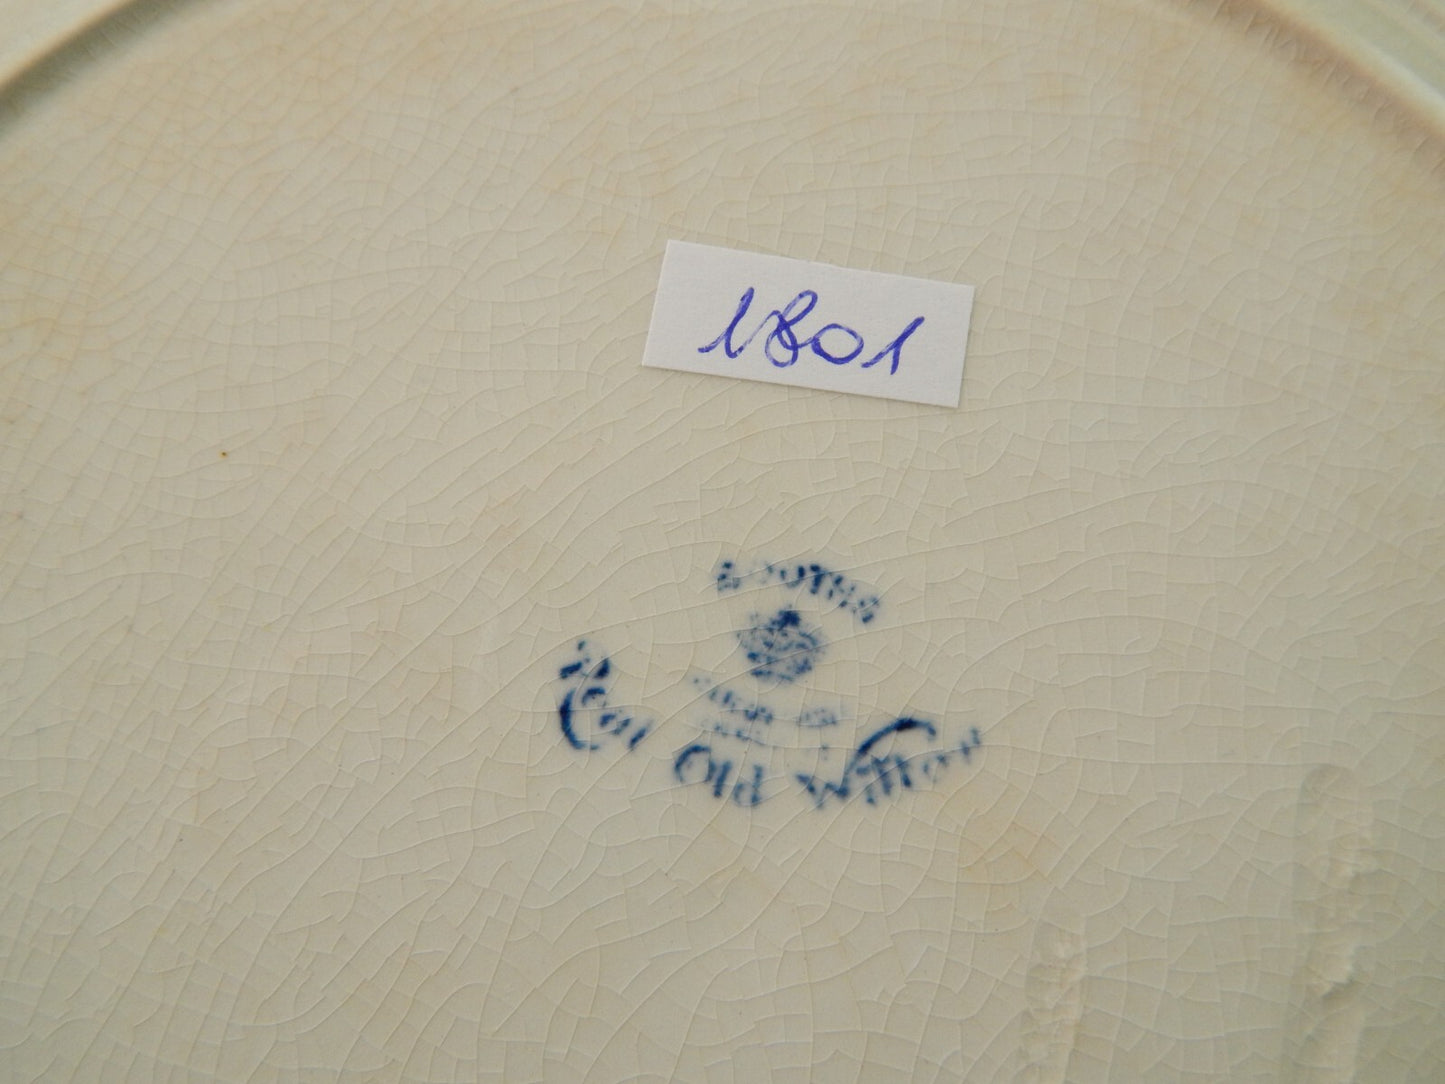 1801
BOOTHS
Real Old Willow